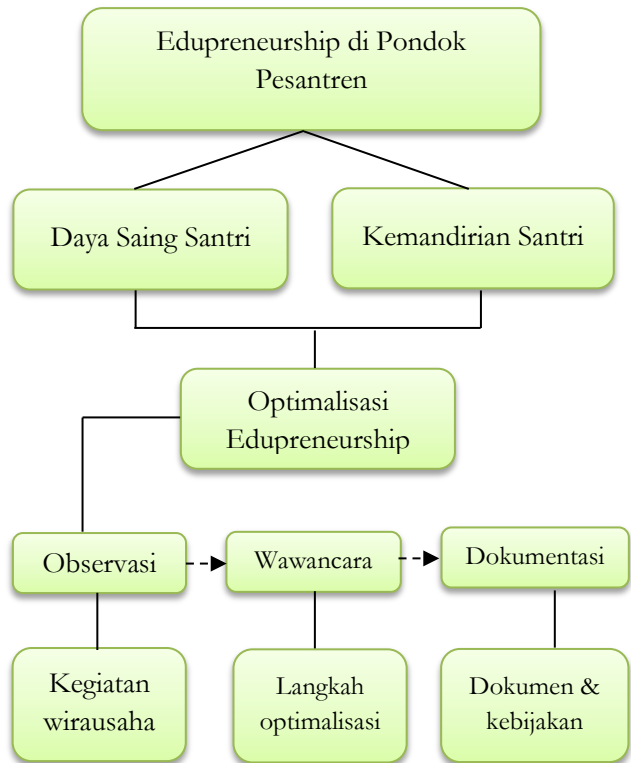 Edupreneurship di Pondok
Pesantren
Daya Saing Santri
Kemandirian Santri
Optimalisasi
Edupreneurship
Observasi
Wawancara
Dokumentasi
Kegiatan
wirausaha
Langkah
optimalisasi
Dokumen &
kebijakan